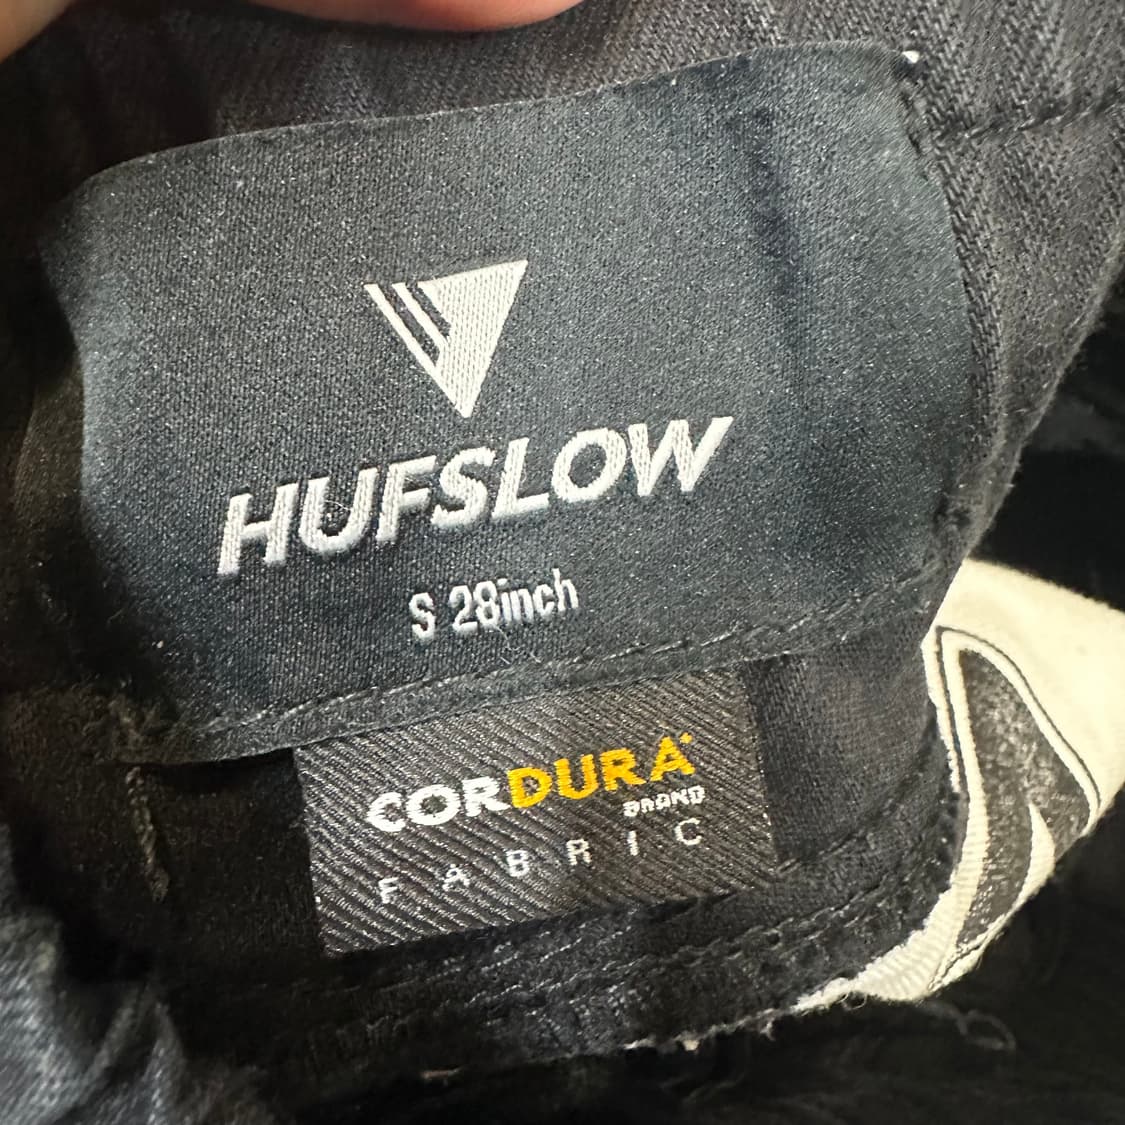 HUFSLOW
S 28inch
CORDURA
BRAND
FABRIC